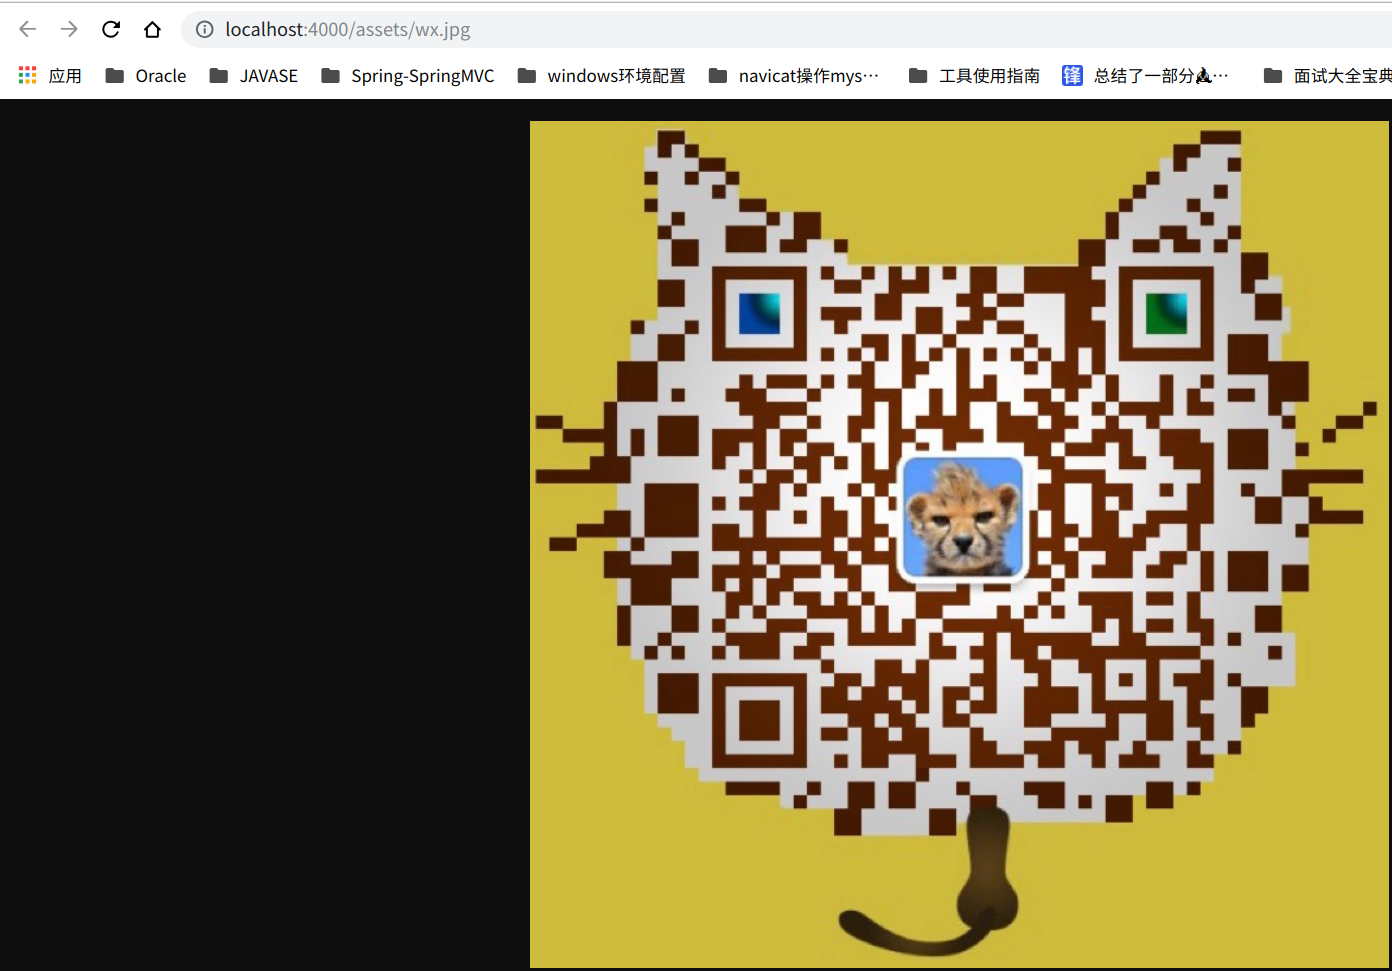 localhost:4000/assets/wx.jpg
应用 Oracle JAVASE Spring-SpringMVC windows环境配置 navicat操作mys… 工具使用指南 锋 总结了一部分… 面试大全宝典